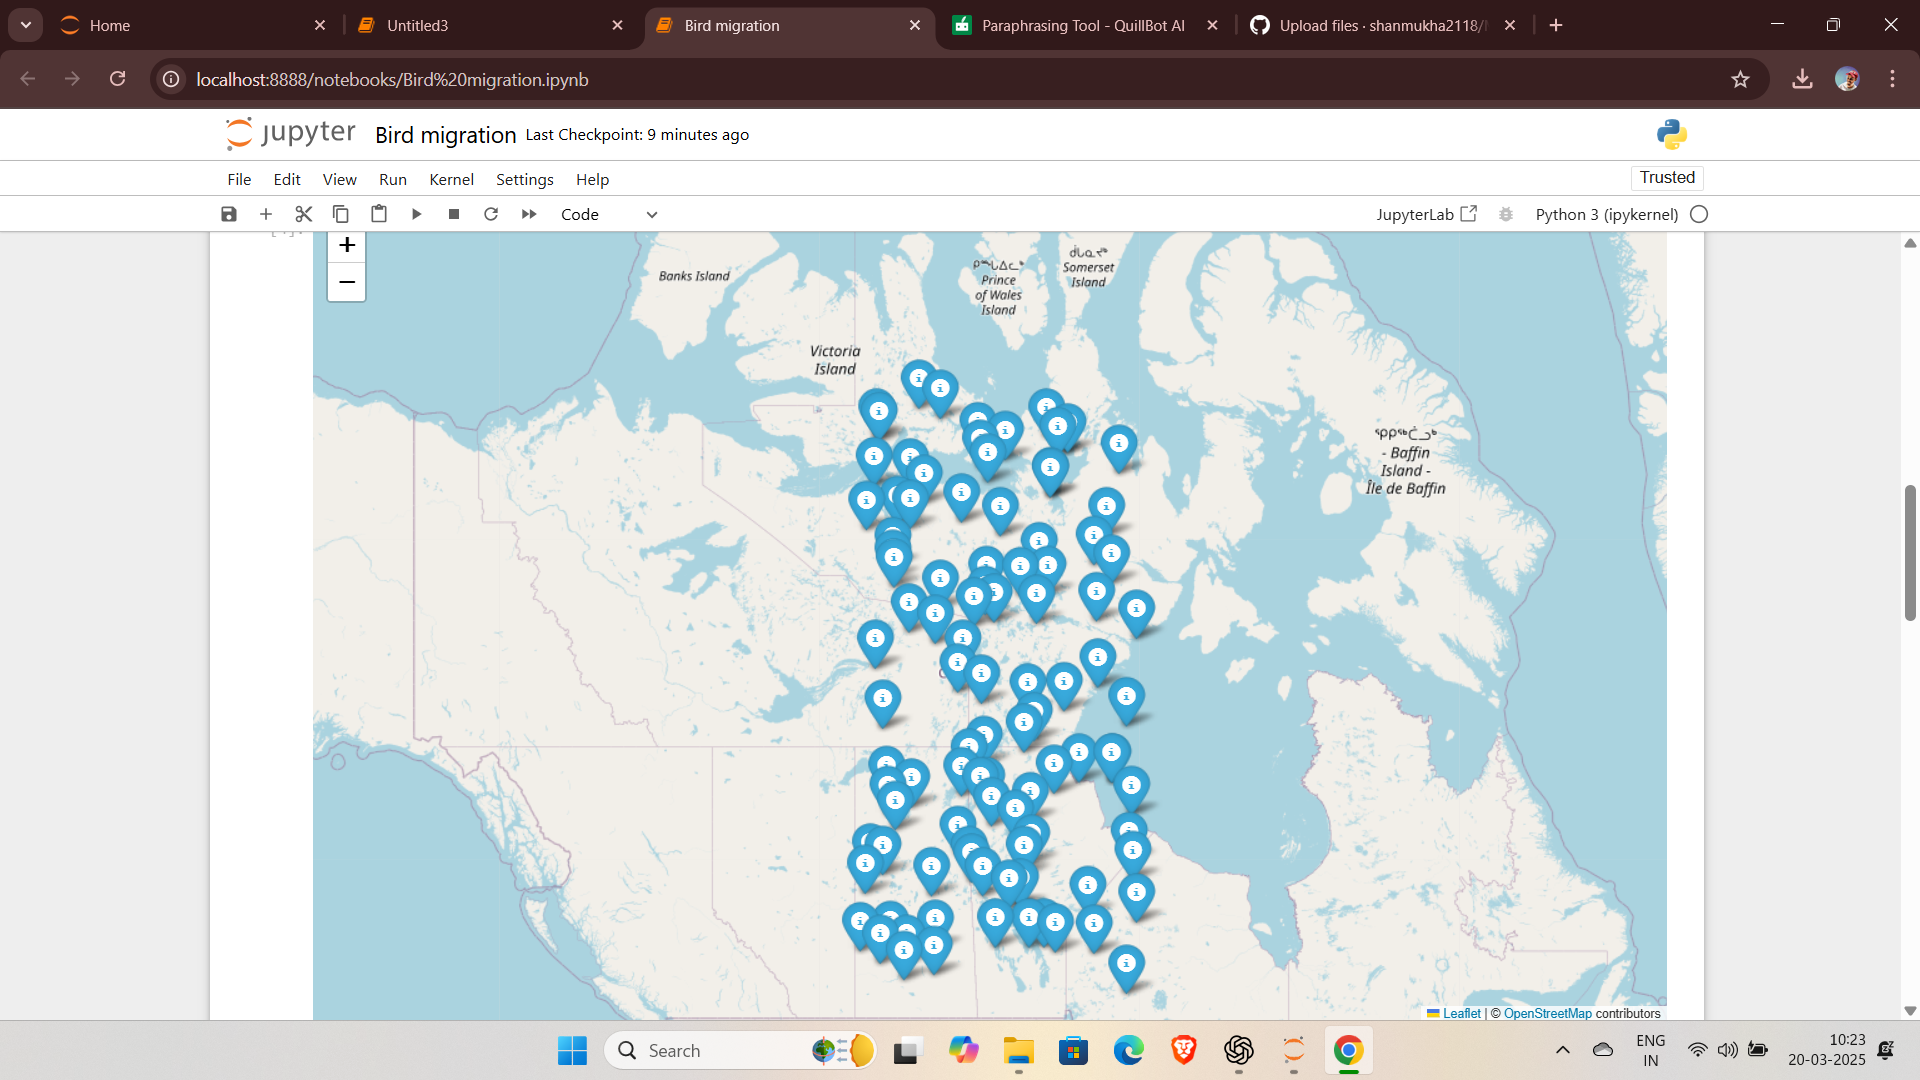 Home
Untitled3
Bird migration
Paraphrasing Tool - QuillBot AI
Upload files · shanmukha2118/
localhost:8888/notebooks/Bird%20migration.ipynb
jupyter
Bird migration
Last Checkpoint: 9 minutes ago
File
Edit
View
Run
Kernel
Settings
Help
Trusted
Code
JupyterLab
Python 3 (ipykernel)
+
−
Banks Island
Prince
of Wales
Island
Somerset
Island
Victoria
Island
- Baffin
Island -
Île de Baffin
Leaflet | © OpenStreetMap contributors
Search
ENG
IN
10:23
20-03-2025